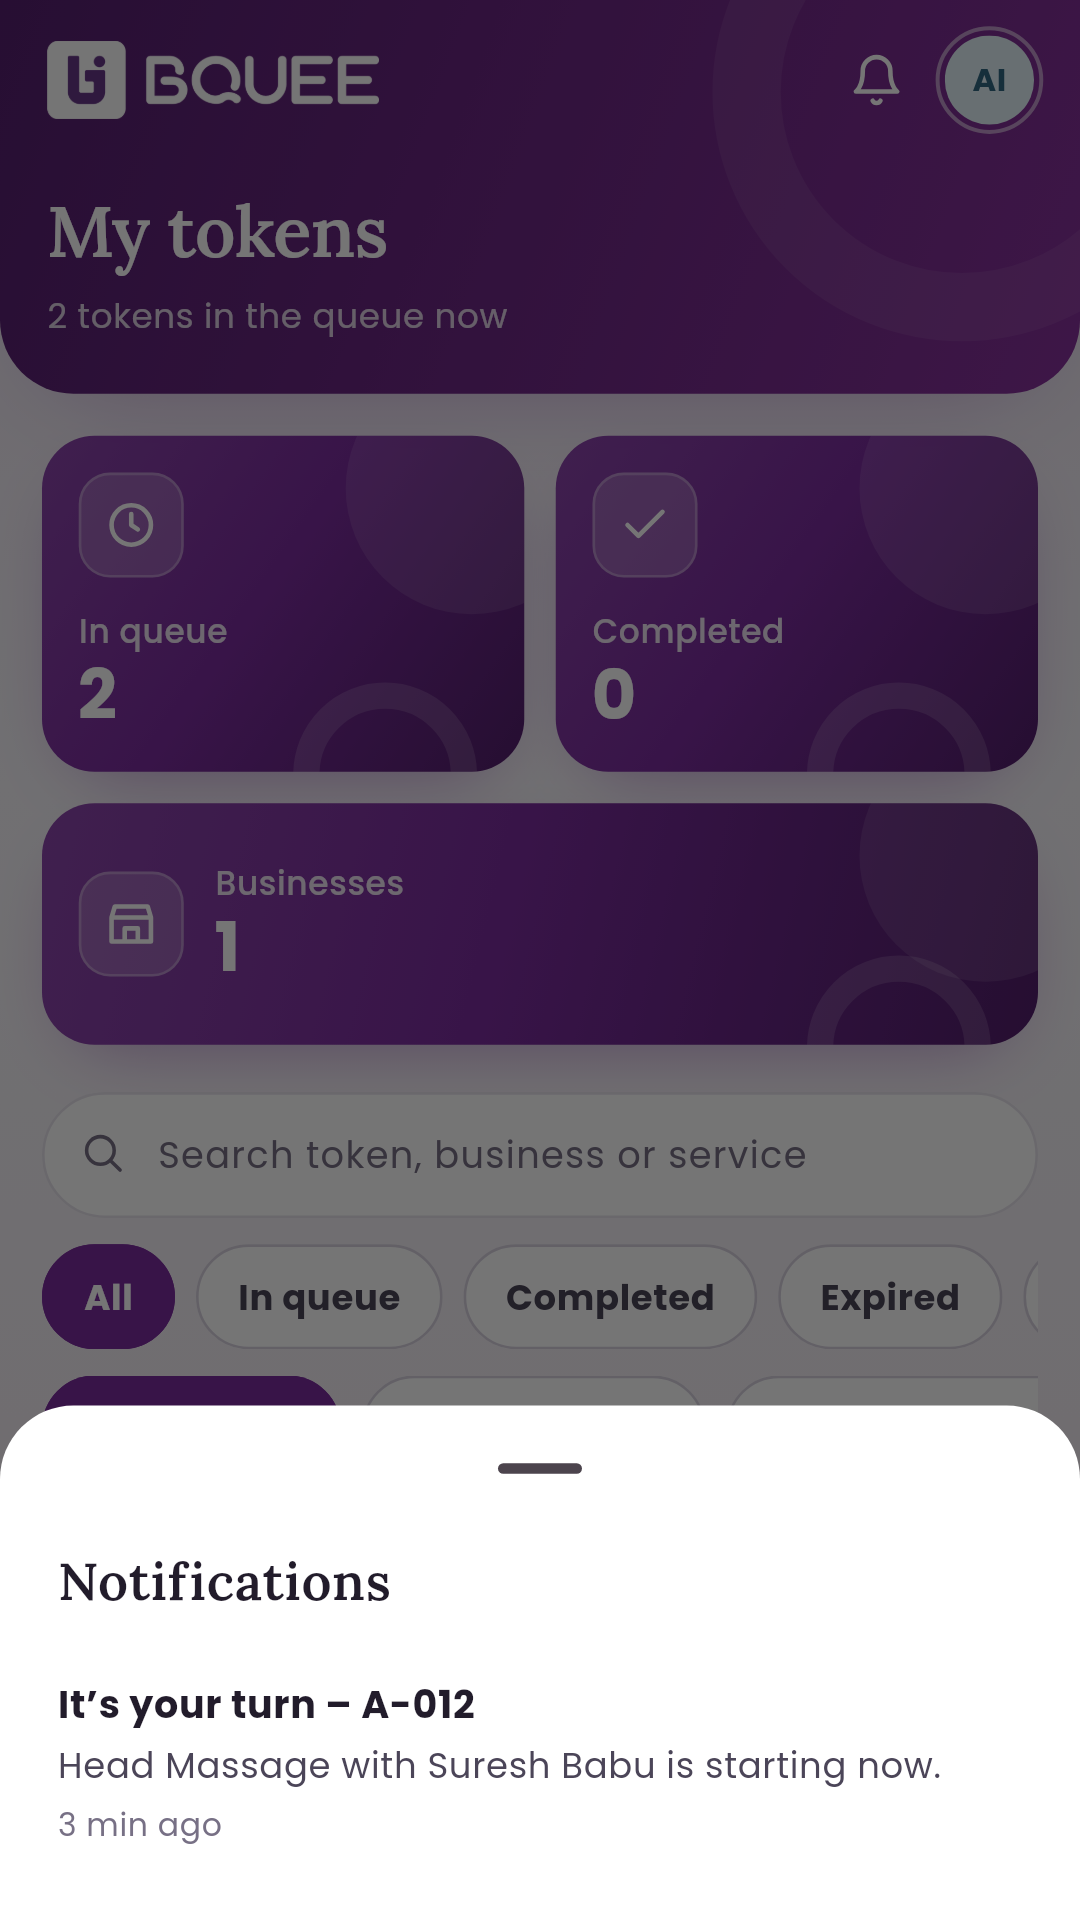 BQUEE
AI
My tokens
2 tokens in the queue now
In queue
2
Completed
0
Businesses
1
Search token, business or service
All
In queue
Completed
Expired
Notifications
It’s your turn – A-012
Head Massage with Suresh Babu is starting now.
3 min ago